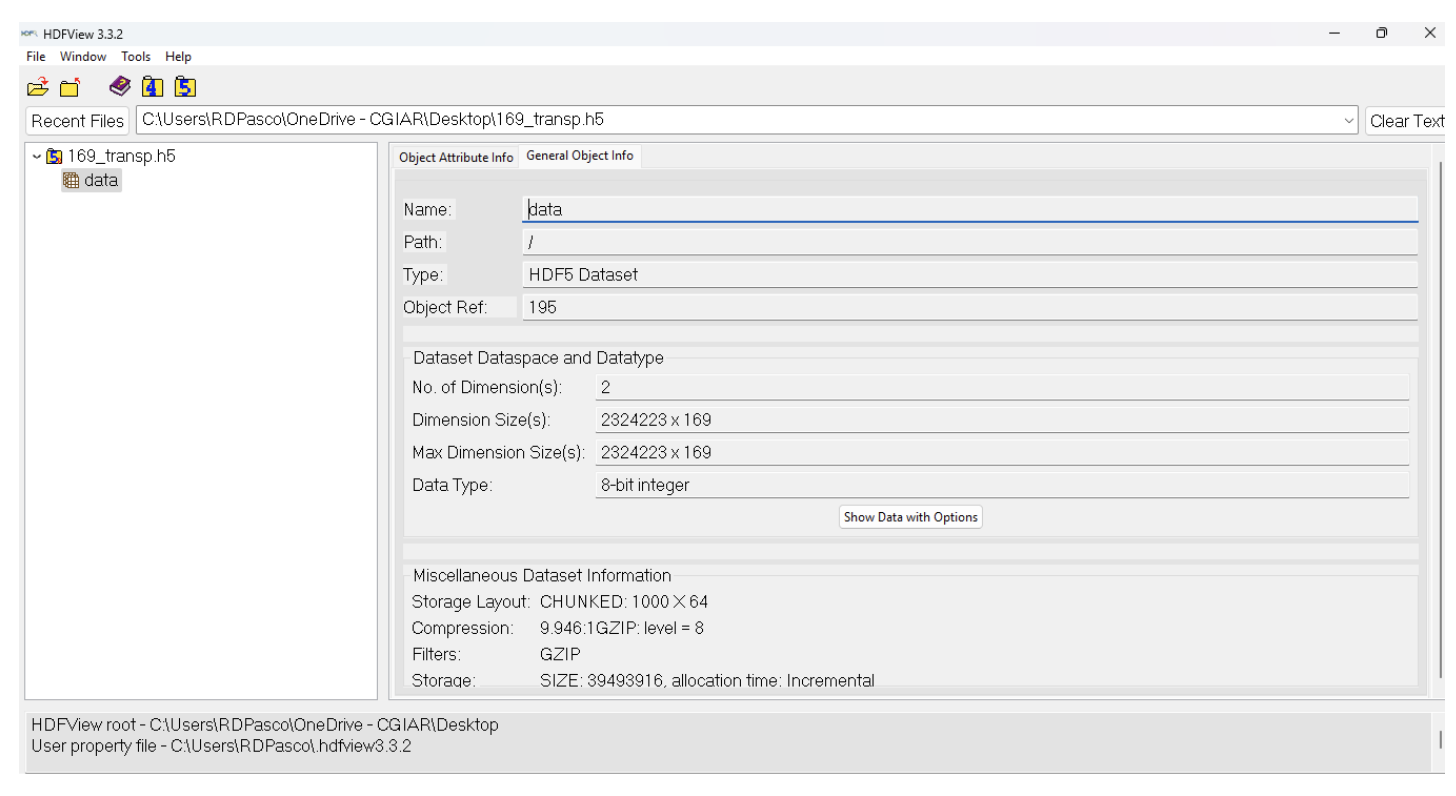 HDFView 3.3.2
File Window Tools Help
Recent Files C:\Users\RDPasco\OneDrive - CGIAR\Desktop\169_transp.h5 Clear Text
169_transp.h5
data
Object Attribute Info General Object Info
Name: data
Path: /
Type: HDF5 Dataset
Object Ref: 195
Dataset Dataspace and Datatype
No. of Dimension(s): 2
Dimension Size(s): 2324223 x 169
Max Dimension Size(s): 2324223 x 169
Data Type: 8-bit integer
Show Data with Options
Miscellaneous Dataset Information
Storage Layout: CHUNKED: 1000 X 64
Compression: 9.946:1GZIP: level = 8
Filters: GZIP
Storage: SIZE: 39493916, allocation time: Incremental
HDFView root - C:\Users\RDPasco\OneDrive - CGIAR\Desktop
User property file - C:\Users\RDPasco\.hdfview3.3.2